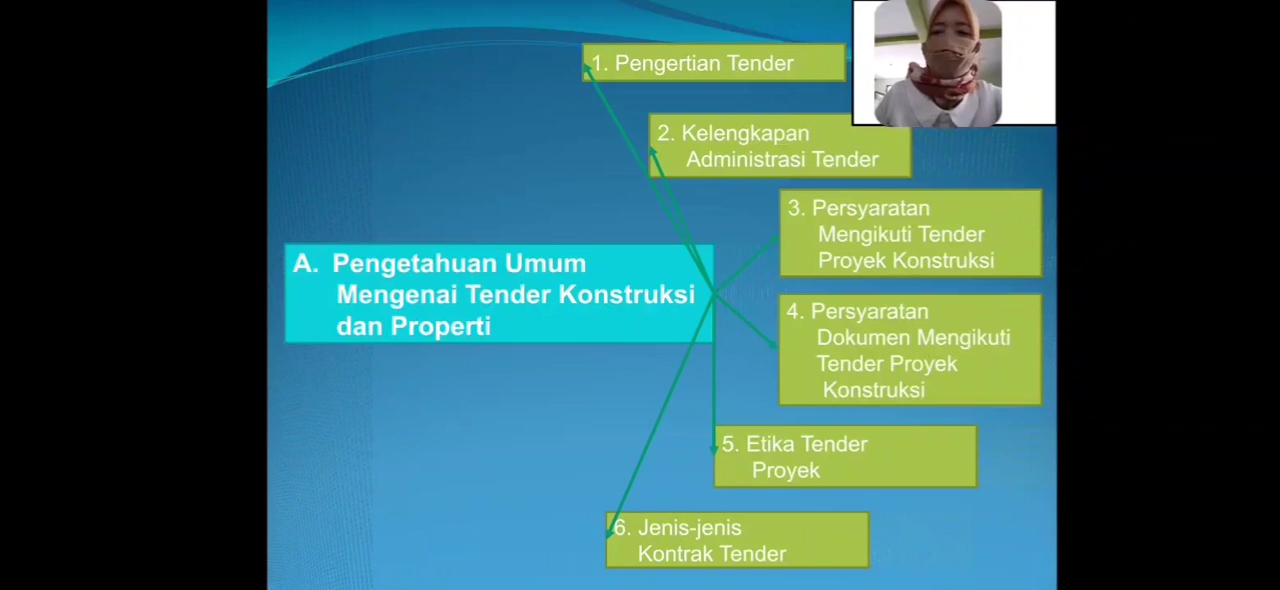 1. Pengertian Tender
2. Kelengkapan
Administrasi Tender
3. Persyaratan
Mengikuti Tender
Proyek Konstruksi
A. Pengetahuan Umum
Mengenai Tender Konstruksi
dan Properti
4. Persyaratan
Dokumen Mengikuti
Tender Proyek
Konstruksi
5. Etika Tender
Proyek
6. Jenis-jenis
Kontrak Tender